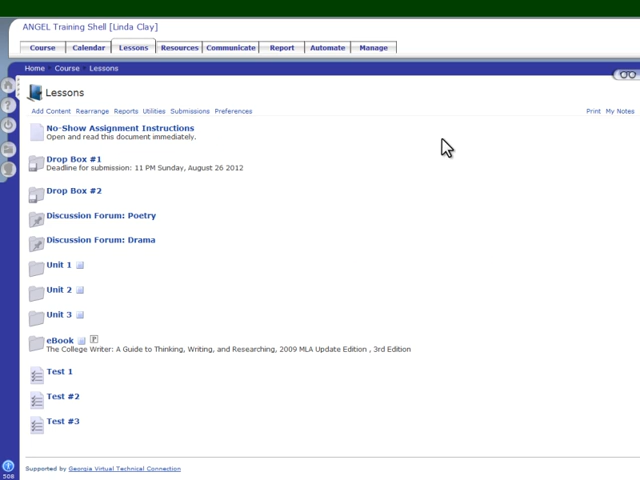 ANGEL Training Shell [Linda Clay]
Course Calendar Lessons Resources Communicate Report Automate Manage
Home Course Lessons
Lessons
Add Content Rearrange Reports Utilities Submissions Preferences Print My Notes
No-Show Assignment Instructions
Open and read this document immediately.
Drop Box #1
Deadline for submission: 11 PM Sunday, August 26 2012
Drop Box #2
Discussion Forum: Poetry
Discussion Forum: Drama
Unit 1
Unit 2
Unit 3
eBook
The College Writer: A Guide to Thinking, Writing, and Researching, 2009 MLA Update Edition , 3rd Edition
Test 1
Test #2
Test #3
Supported by Georgia Virtual Technical Connection
508